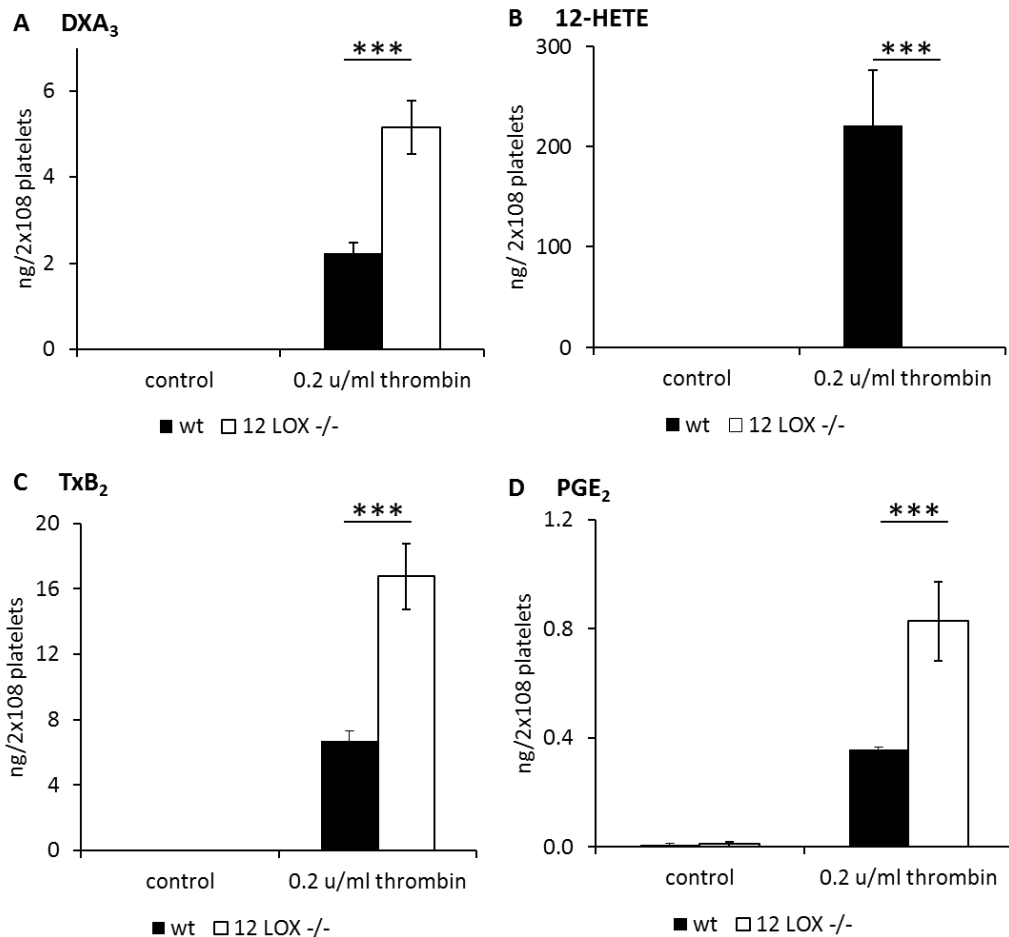 A DXA₃
***
ng/2x108 platelets
6
4
2
0
control 0.2 u/ml thrombin
■ wt □ 12 LOX -/-
B 12-HETE
***
ng/ 2x108 platelets
300
200
100
0
control 0.2 u/ml thrombin
■ wt □ 12 LOX -/-
C TxB₂
***
ng/2x108 platelets
20
16
12
8
4
0
control 0.2 u/ml thrombin
■ wt □ 12 LOX -/-
D PGE₂
***
ng/2x108 platelets
1.2
0.8
0.4
0.0
control 0.2 u/ml thrombin
■ wt □ 12 LOX -/-